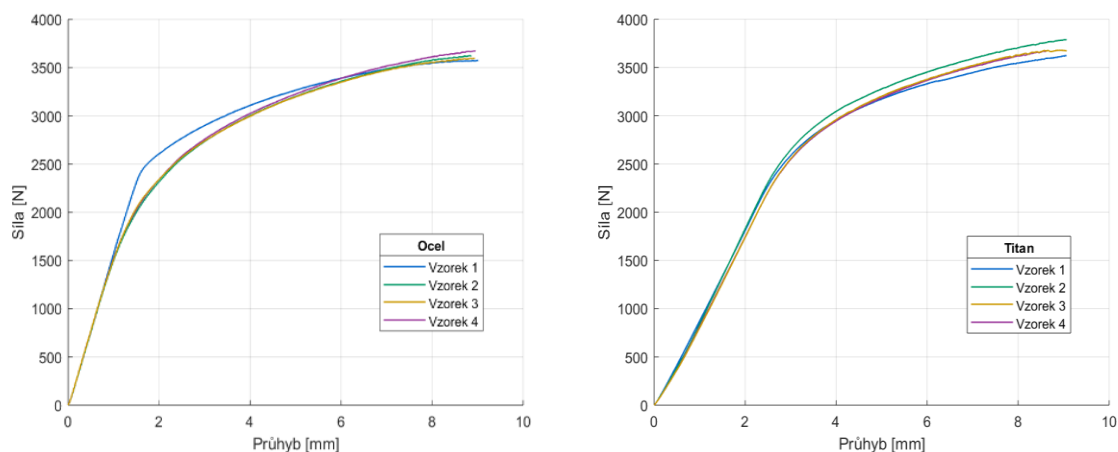 4000
3500
3000
2500
2000
1500
1000
500
0
Síla [N]
0 2 4 6 8 10
Průhyb [mm]
Ocel
Vzorek 1
Vzorek 2
Vzorek 3
Vzorek 4
4000
3500
3000
2500
2000
1500
1000
500
0
Síla [N]
0 2 4 6 8 10
Průhyb [mm]
Titan
Vzorek 1
Vzorek 2
Vzorek 3
Vzorek 4